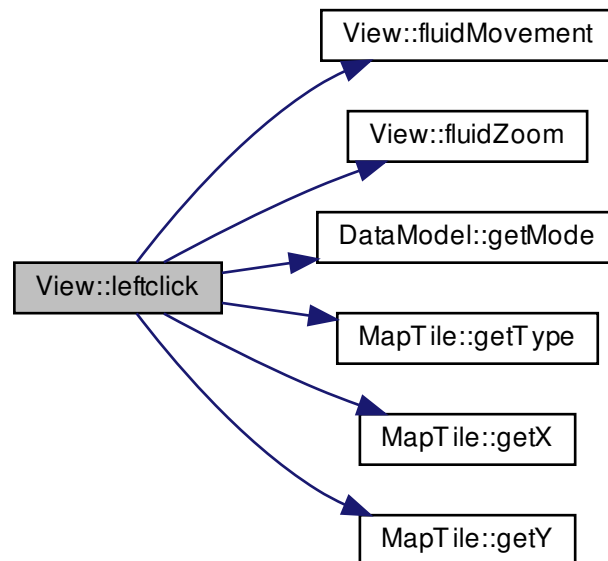 View::fluidMovement
View::fluidZoom
DataModel::getMode
View::leftclick
MapTile::getType
MapTile::getX
MapTile::getY